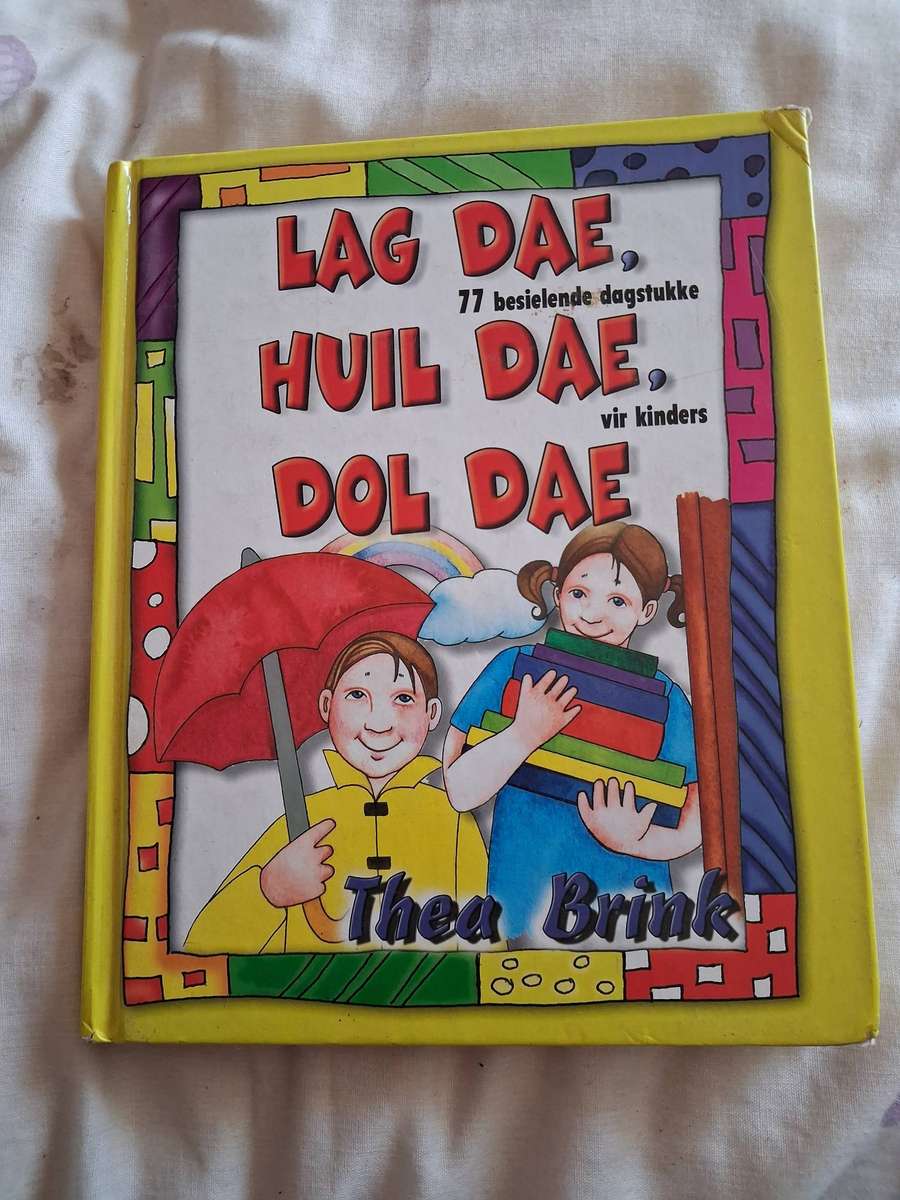 LAG DAE,
77 besielende dagstukke
HUIL DAE,
vir kinders
DOL DAE
Thea Brink